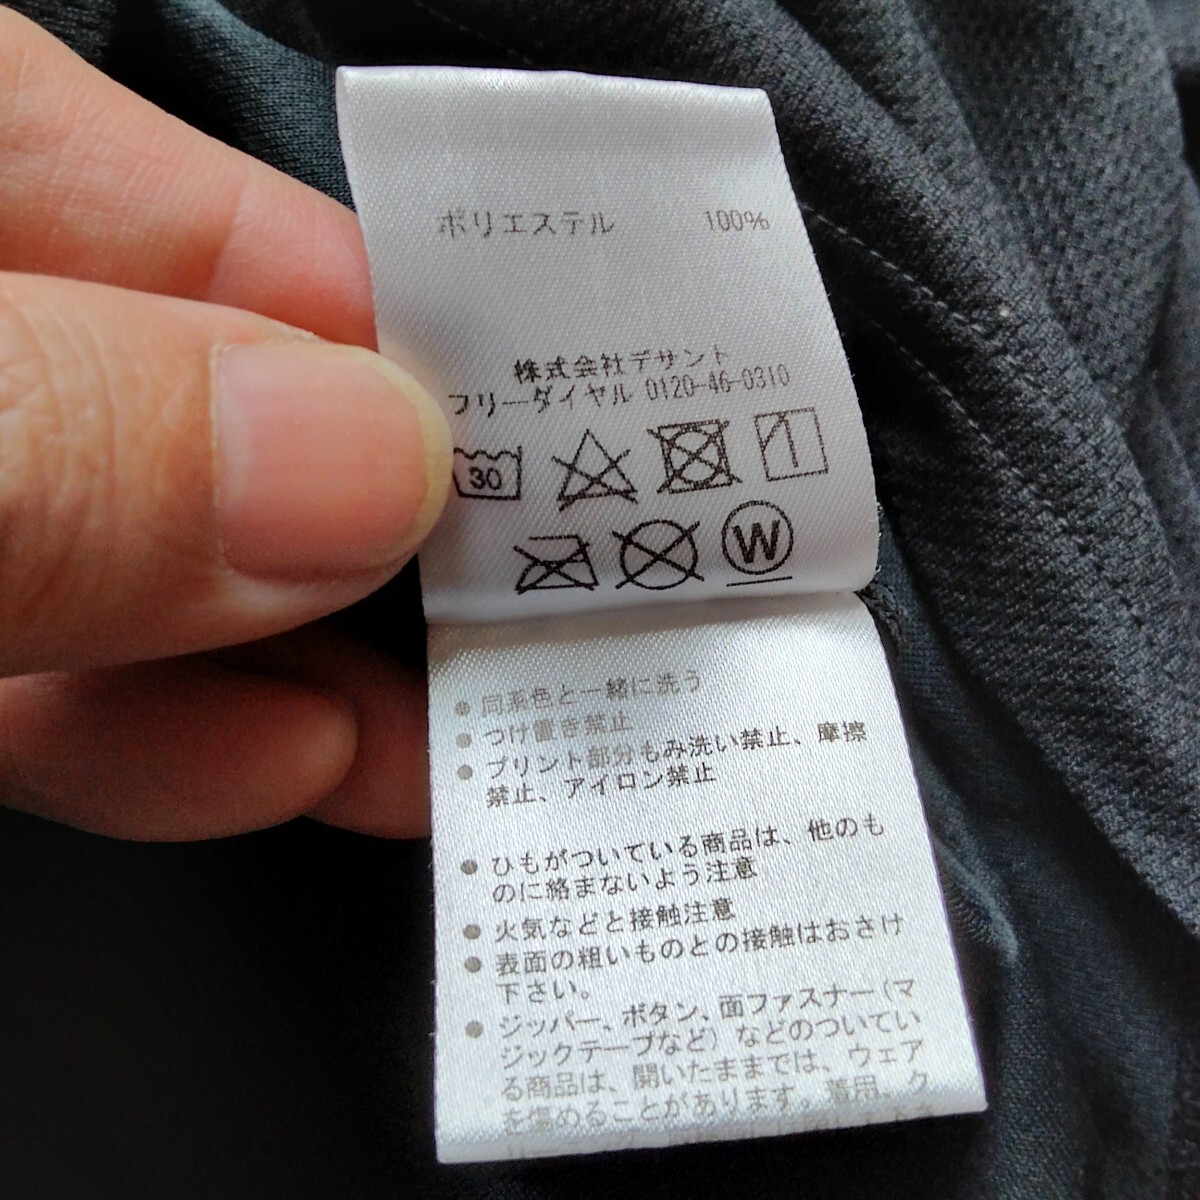 ポリエステル 100%
株式会社デサント
フリーダイヤル 0120-46-0310
30
W
● 同系色と一緒に洗う
● つけ置き禁止
● プリント部分もみ洗い禁止、摩擦
禁止、アイロン禁止
● ひもがついている商品は、他のも
のに絡まないよう注意
● 火気などと接触注意
● 表面の粗いものとの接触はおさけ
下さい。
● ジッパー、ボタン、面ファスナー(マ
ジックテープなど)などのついてい
る商品は、開いたままでは、ウェア
を傷めることがあります。着用、ク